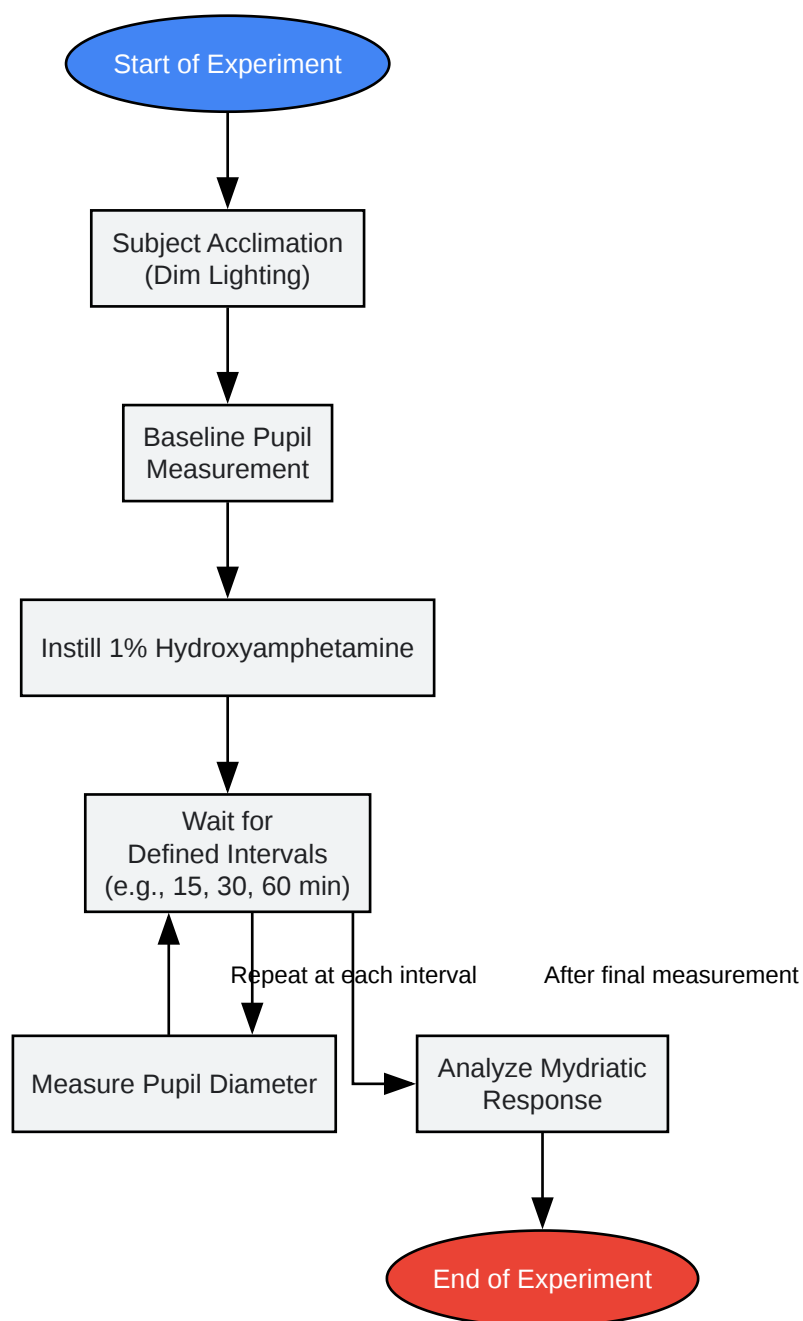 Start of Experiment
Subject Acclimation
(Dim Lighting)
Baseline Pupil
Measurement
Instill 1% Hydroxyamphetamine
Wait for
Defined Intervals
(e.g., 15, 30, 60 min)
Repeat at each interval
After final measurement
Measure Pupil Diameter
Analyze Mydriatic
Response
End of Experiment